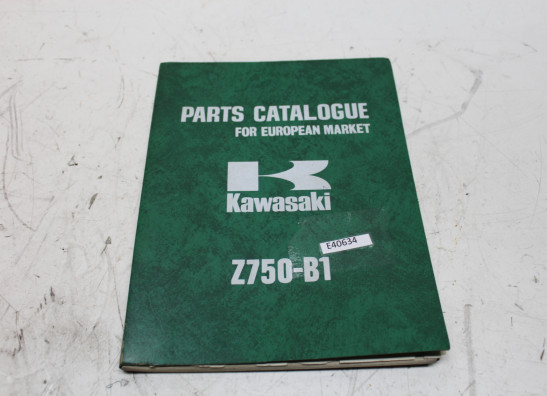 PARTS CATALOGUE
FOR EUROPEAN MARKET
Kawasaki
E40634
Z750-B1